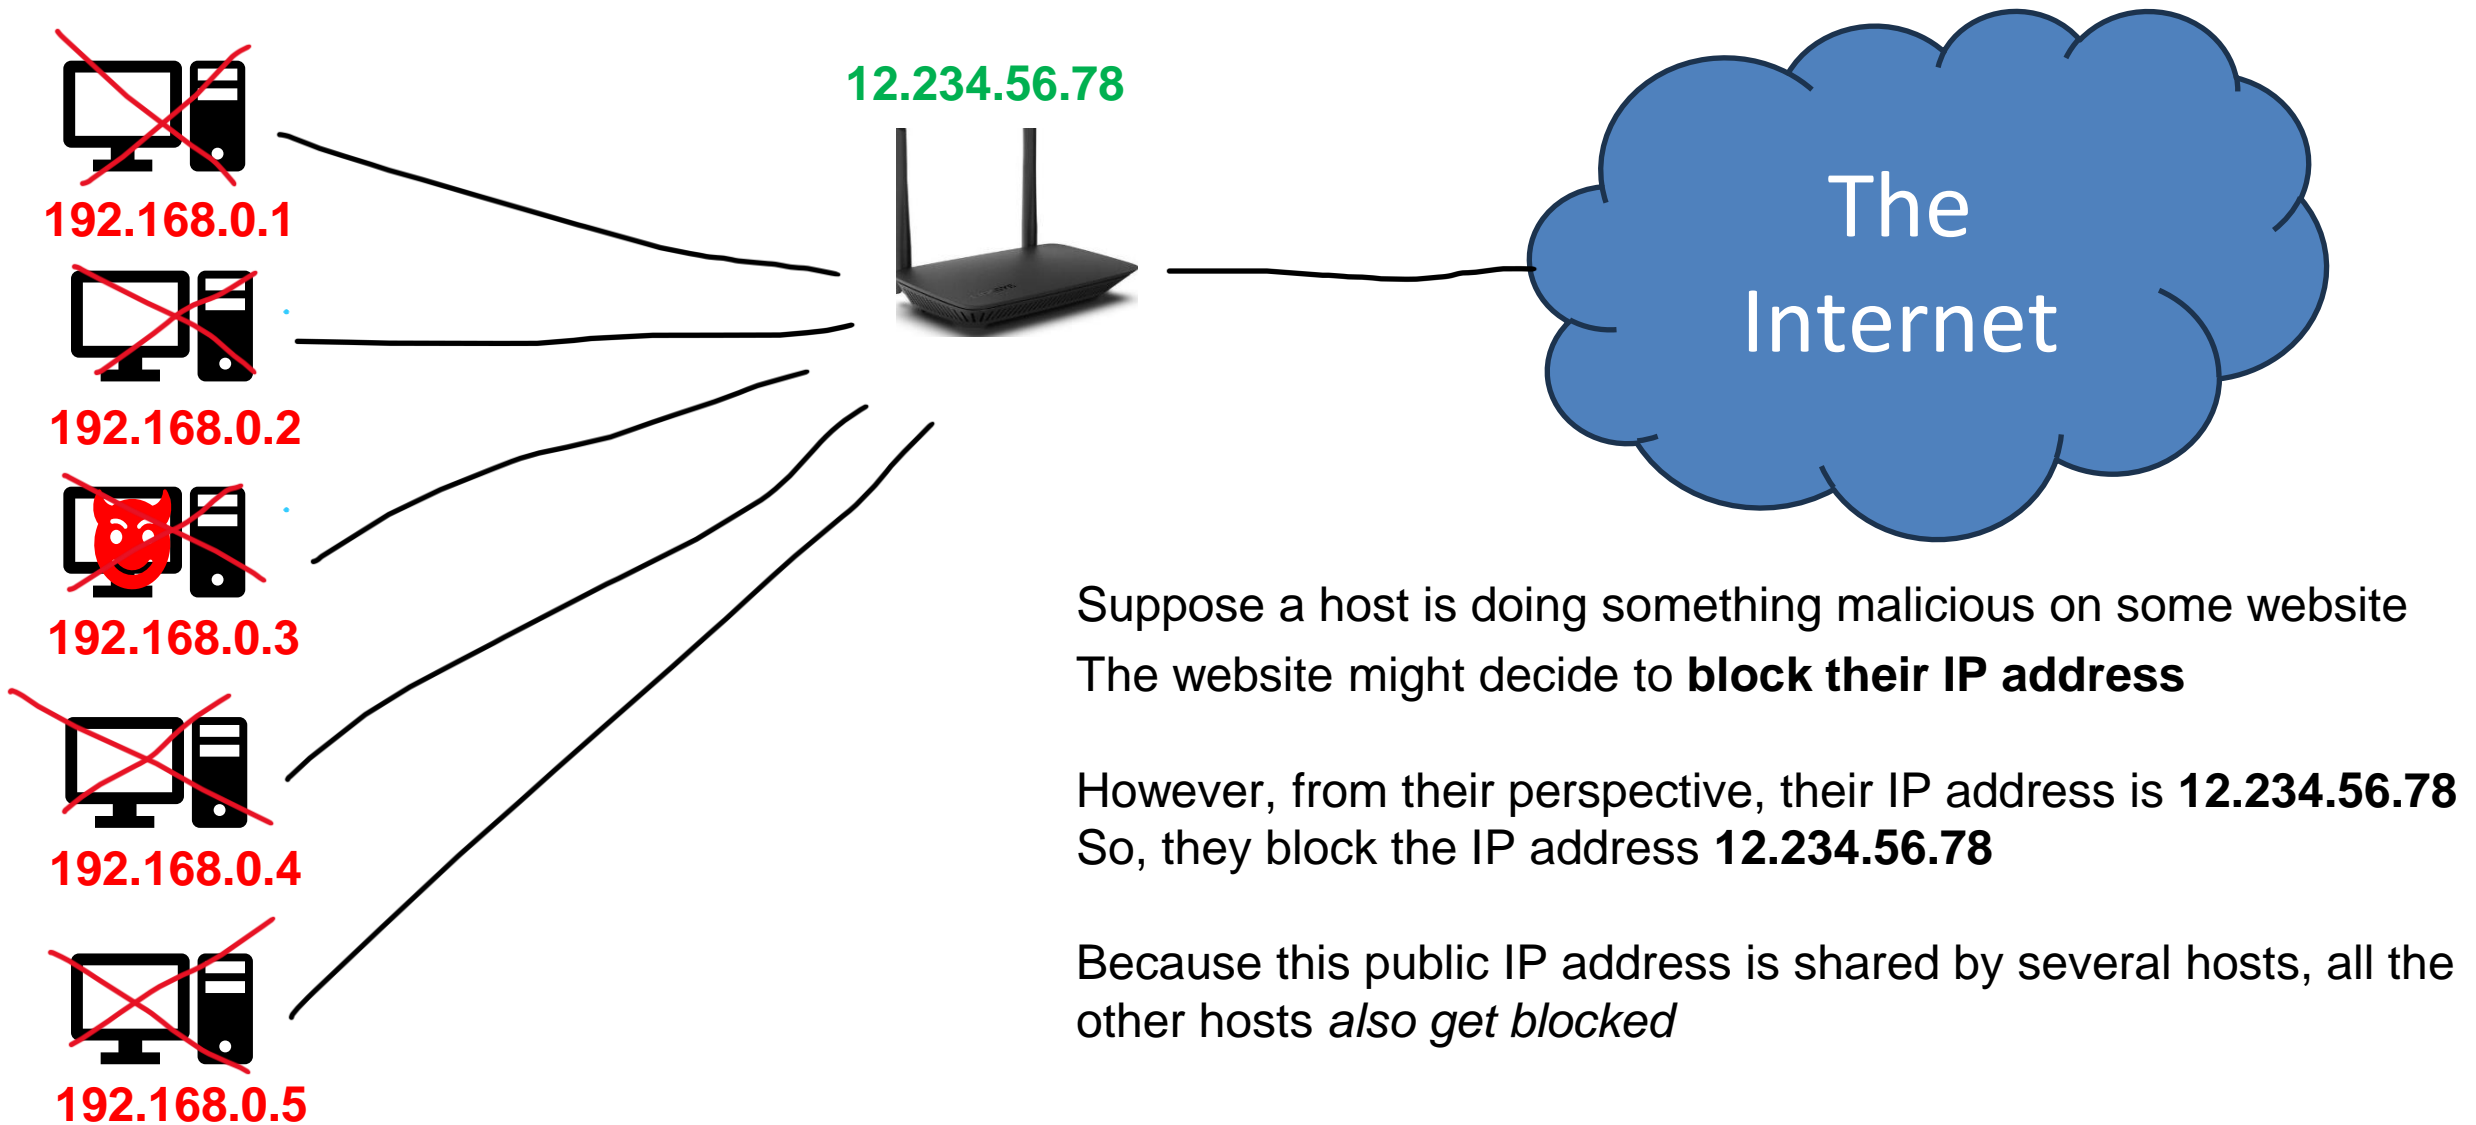 12.234.56.78
192.168.0.1
192.168.0.2
192.168.0.3
192.168.0.4
192.168.0.5
The
Internet
Suppose a host is doing something malicious on some website
The website might decide to block their IP address
However, from their perspective, their IP address is 12.234.56.78
So, they block the IP address 12.234.56.78
Because this public IP address is shared by several hosts, all the
other hosts also get blocked